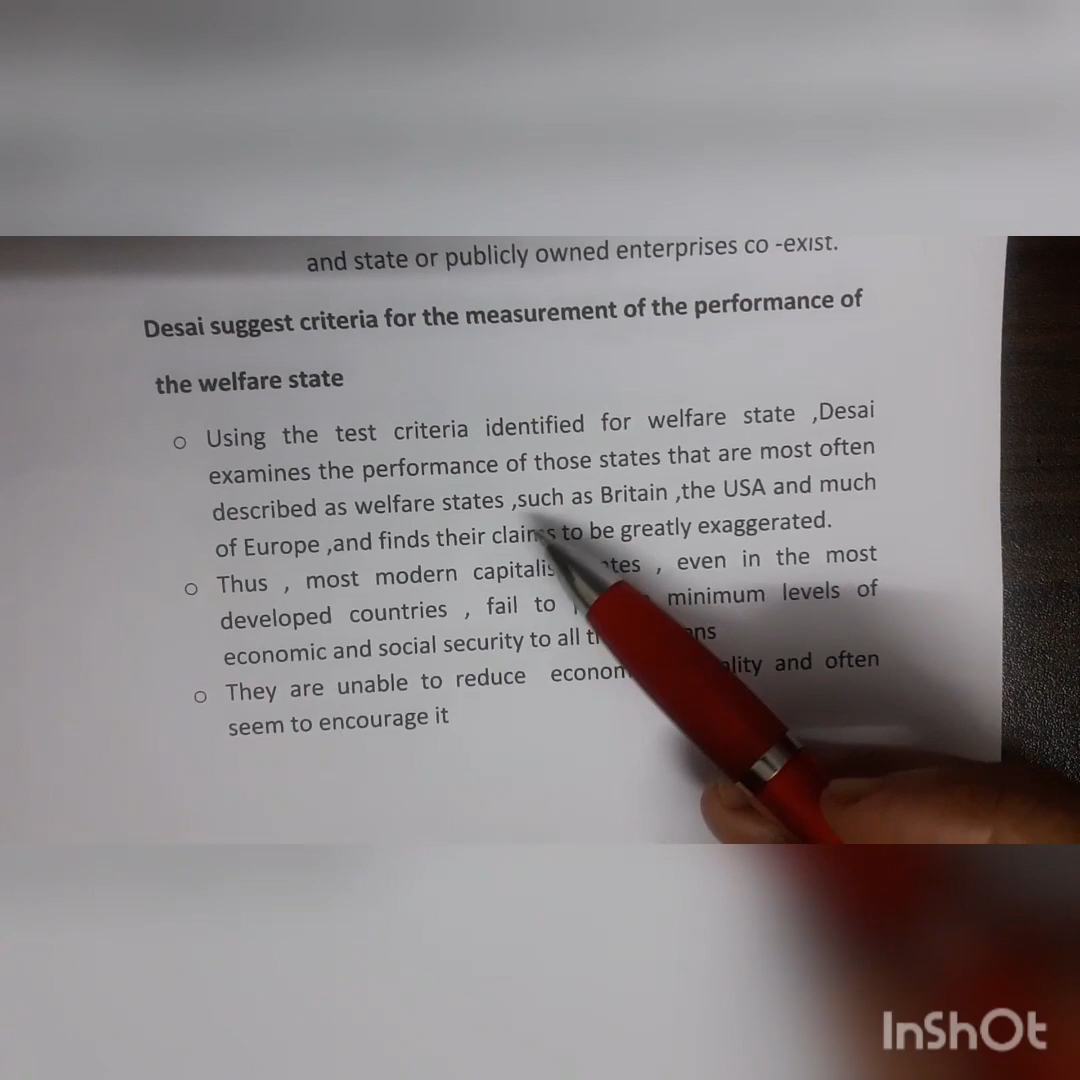 and state or publicly owned enterprises co -exist.
Desai suggest criteria for the measurement of the performance of
the welfare state
o Using the test criteria identified for welfare state ,Desai
examines the performance of those states that are most often
described as welfare states ,such as Britain ,the USA and much
of Europe ,and finds their claims to be greatly exaggerated.
o Thus , most modern capitalis tes , even in the most
developed countries , fail to minimum levels of
economic and social security to all
o They are unable to reduce and often
seem to encourage it
InShOt